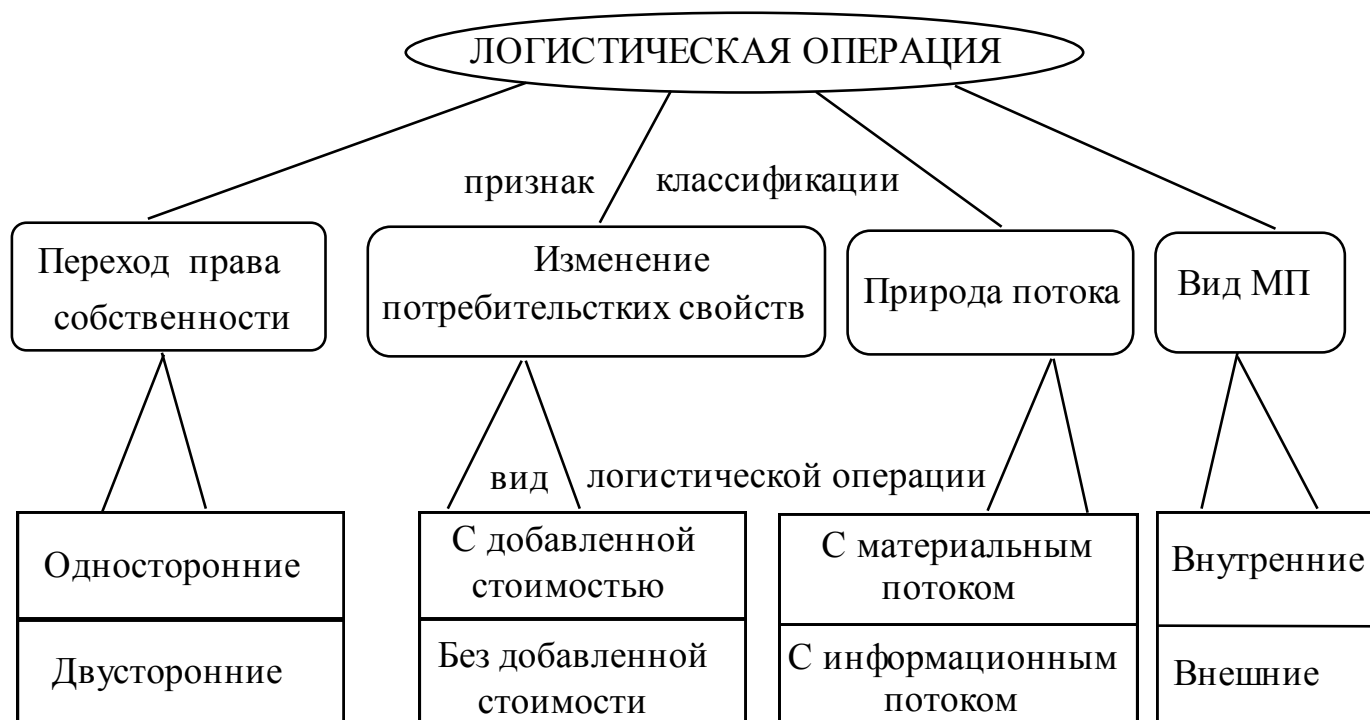 ЛОГИСТИЧЕСКАЯ ОПЕРАЦИЯ
признак классификации
Переход права
собственности
Изменение
потребительстких свойств
Природа потока
Вид МП
вид логистической операции
Односторонние
Двусторонние
С добавленной
стоимостью
Без добавленной
стоимости
С материальным
потоком
С информационным
потоком
Внутренние
Внешние